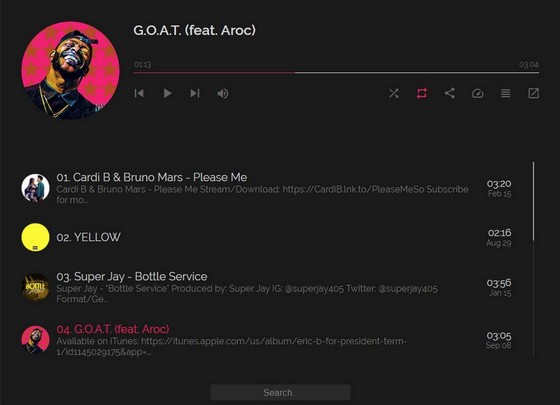 G.O.A.T. (feat. Aroc)
01:13
03:04
01. Cardi B & Bruno Mars - Please Me
Cardi B & Bruno Mars - Please Me Stream/Download: https://CardiB.lnk.to/PleaseMeSo Subscribe
for mo...
03:20
Feb 15
02. YELLOW
02:16
Aug 29
03. Super Jay - Bottle Service
Super Jay - "Bottle Service" Produced by: Super Jay IG: @superjay405 Twitter: @superjay405
Format/Ge...
03:56
Jan 15
BOTTLE
04. G.O.A.T. (feat. Aroc)
Available on iTunes: https://itunes.apple.com/us/album/eric-b-for-president-term-
1/id1145029175&app=...
03:05
Sep 08
Search..